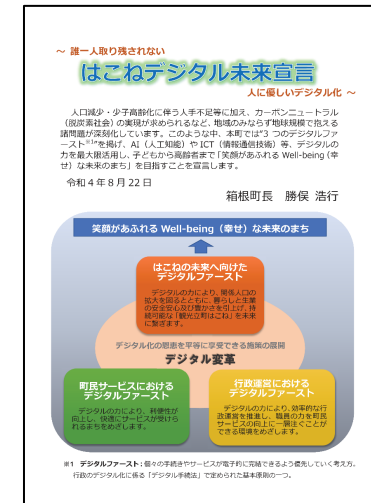 ～ 誰一人取り残されない
はこねデジタル未来宣言
人に優しいデジタル化 ～
人口減少・少子高齢化に伴う人手不足等に加え、カーボンニュートラル
（脱炭素社会）の実現が求められるなど、地域のみならず地球規模で抱える
諸問題が深刻化しています。このような中、本町では“３つのデジタルファ
ースト※1”を掲げ、AI（人工知能）や ICT（情報通信技術）等、デジタルの
力を最大限活用し、子どもから高齢者まで「笑顔があふれる Well-being（幸
せ）な未来のまち」を目指すことを宣言します。
令和４年８月 22 日
箱根町長　勝俣 浩行
笑顔があふれる Well-being（幸せ）な未来のまち
はこねの未来へ向けた
デジタルファースト
デジタルの力により、関係人口の
拡大を図るとともに、暮らしと生業
の安全安心及び豊かさを引上げ、持
続可能な「観光立町はこね」を未来
に繋ぎます。
デジタル化の恩恵を平等に享受できる施策の展開
デジタル変革
町民サービスにおける
デジタルファースト
デジタルの力により、利便性が
向上し、快適にサービスが受けら
れるまちをめざします。
行政運営における
デジタルファースト
デジタルの力により、効率的な行
政運営を推進し、職員の力を町民
サービスの向上に一層注ぐことが
できる環境をめざします。
※１ デジタルファースト：個々の手続きやサービスが電子的に完結できるよう優先していく考え方。
行政のデジタル化に係る「デジタル手続法」で定められた基本原則の一つ。